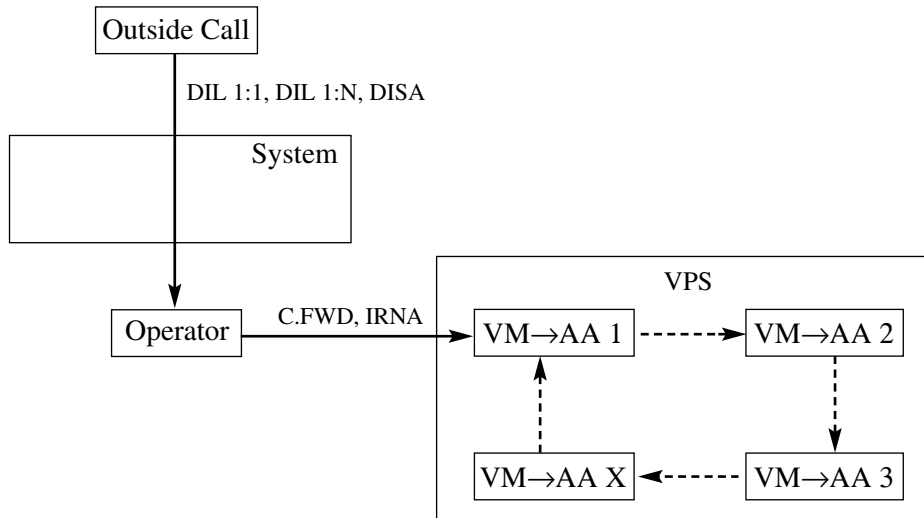 Outside Call
DIL 1:1, DIL 1:N, DISA
System
VPS
C.FWD, IRNA
Operator
VM→AA 1
VM→AA 2
VM→AA X
VM→AA 3